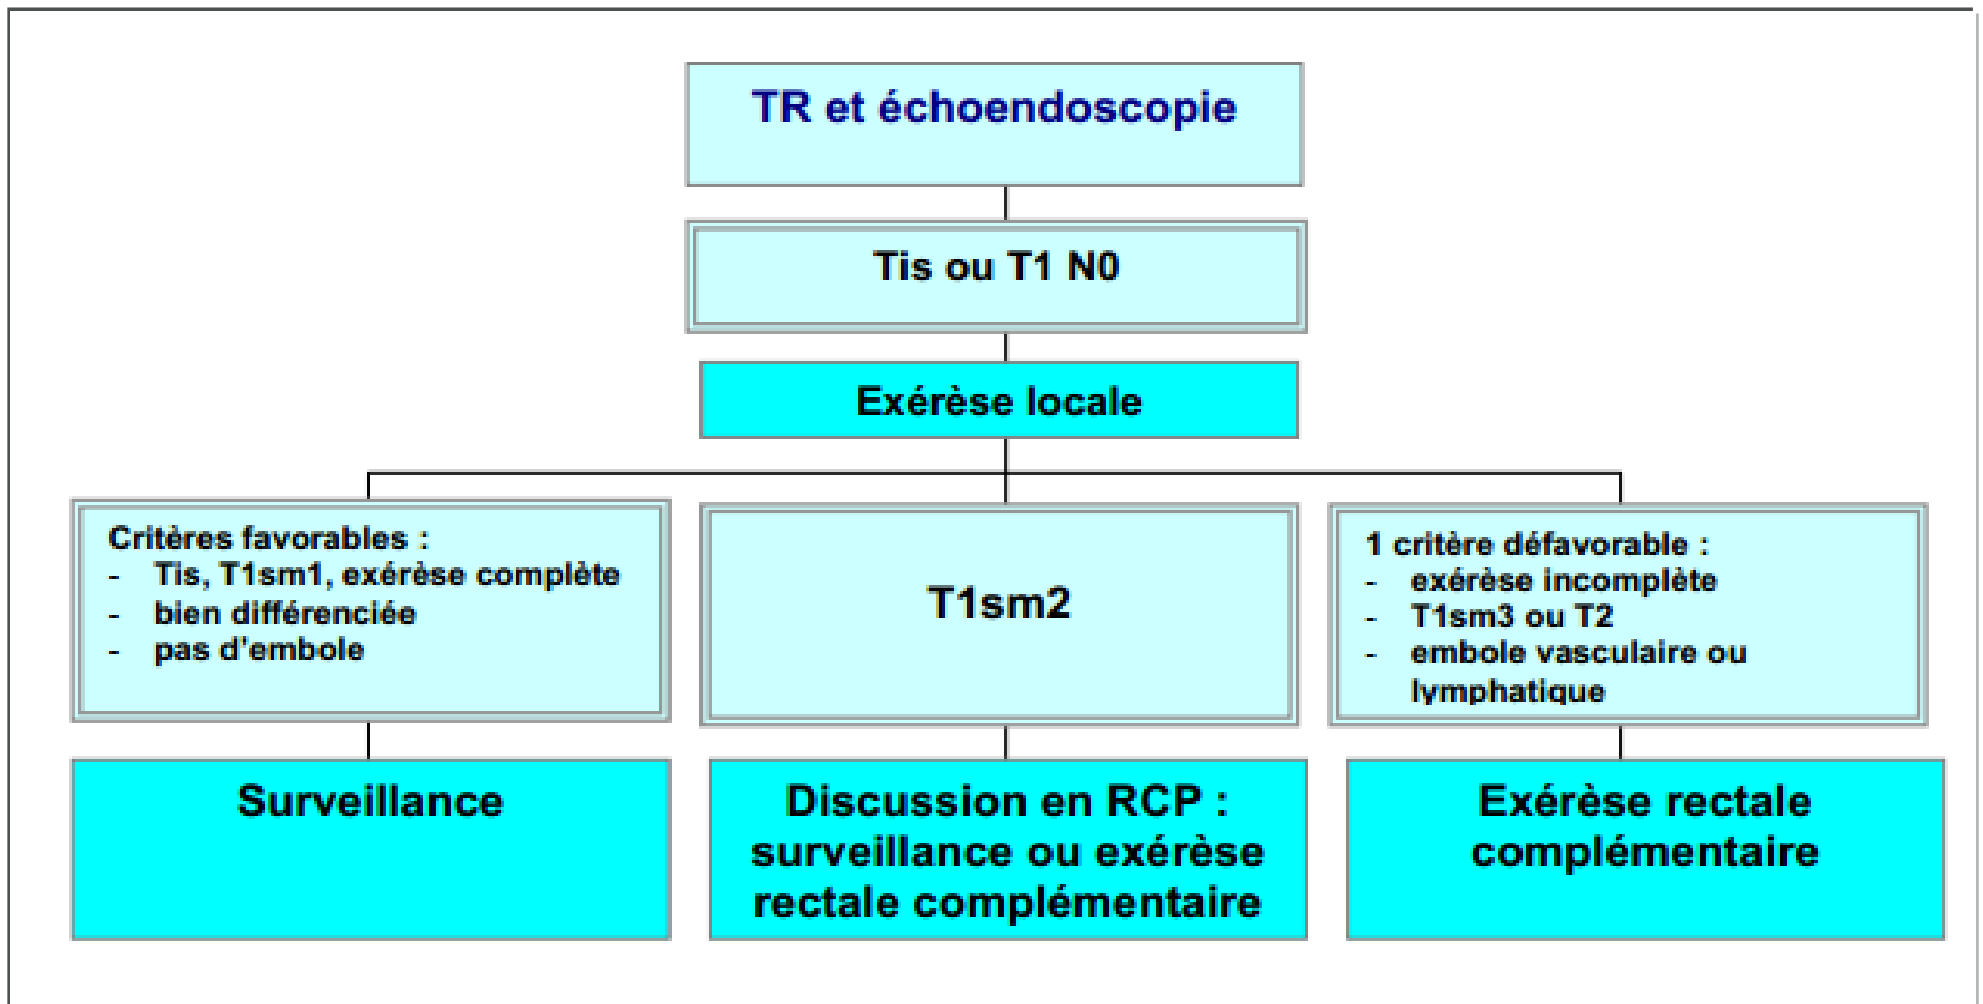 TR et échoendoscopie
Tis ou T1 N0
Exérèse locale
Critères favorables :
- Tis, T1sm1, exérèse complète
- bien différenciée
- pas d'embole
T1sm2
1 critère défavorable :
- exérèse incomplète
- T1sm3 ou T2
- embole vasculaire ou
lymphatique
Surveillance
Discussion en RCP :
surveillance ou exérèse
rectale complémentaire
Exérèse rectale
complémentaire